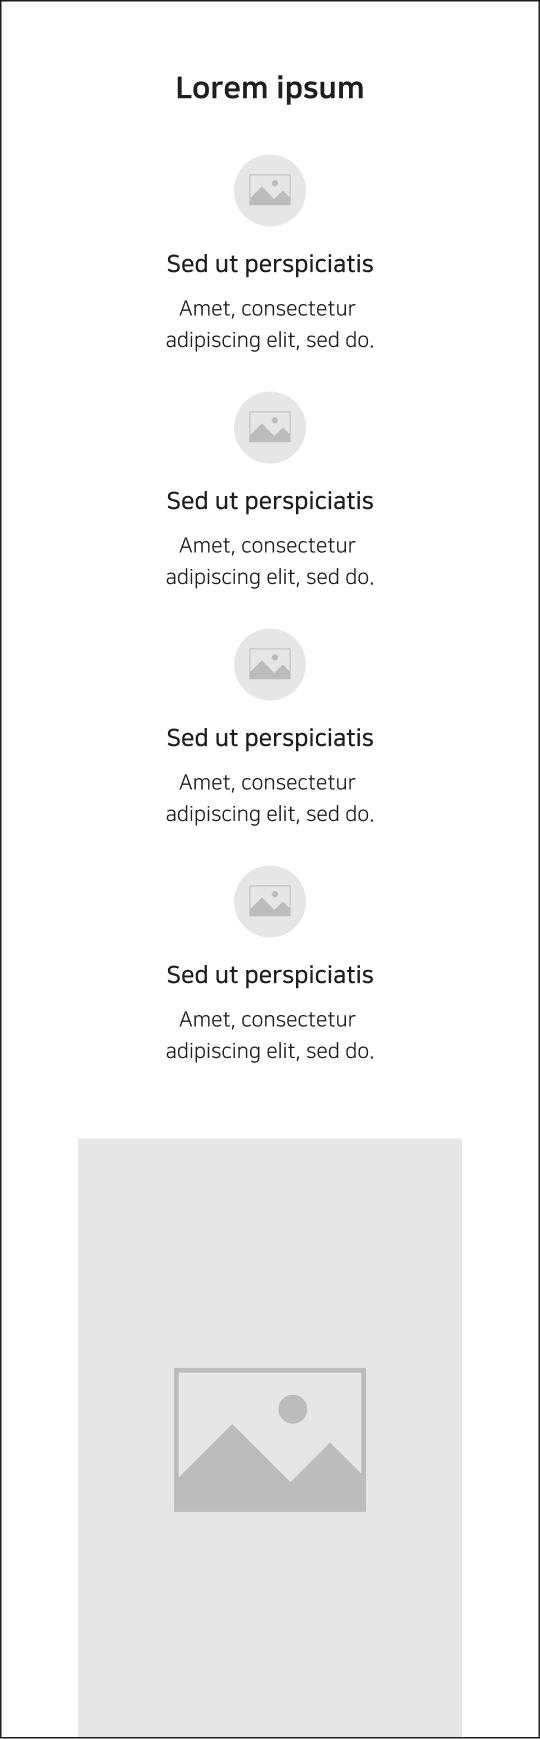 Lorem ipsum
Sed ut perspiciatis
Amet, consectetur
adipiscing elit, sed do.
Sed ut perspiciatis
Amet, consectetur
adipiscing elit, sed do.
Sed ut perspiciatis
Amet, consectetur
adipiscing elit, sed do.
Sed ut perspiciatis
Amet, consectetur
adipiscing elit, sed do.